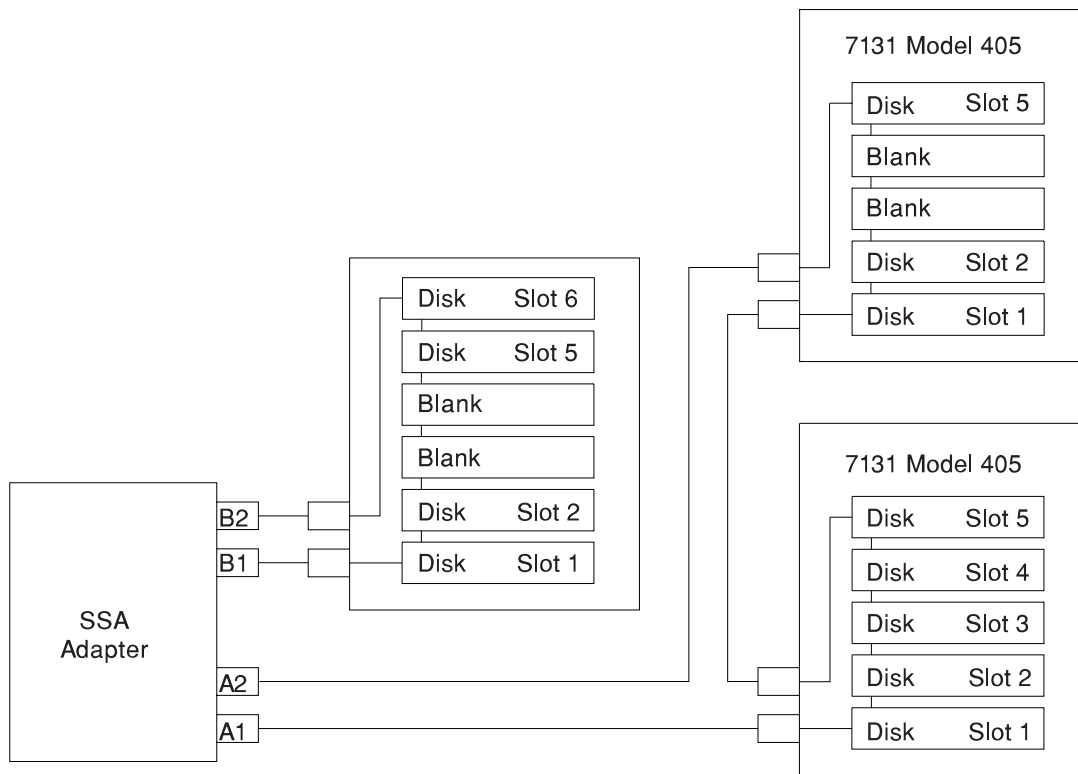 7131 Model 405
Disk Slot 5
Blank
Blank
Disk Slot 2
Disk Slot 1
Disk Slot 6
Disk Slot 5
Blank
Blank
Disk Slot 2
Disk Slot 1
7131 Model 405
Disk Slot 5
Disk Slot 4
Disk Slot 3
Disk Slot 2
Disk Slot 1
SSA
Adapter
B2
B1
A2
A1